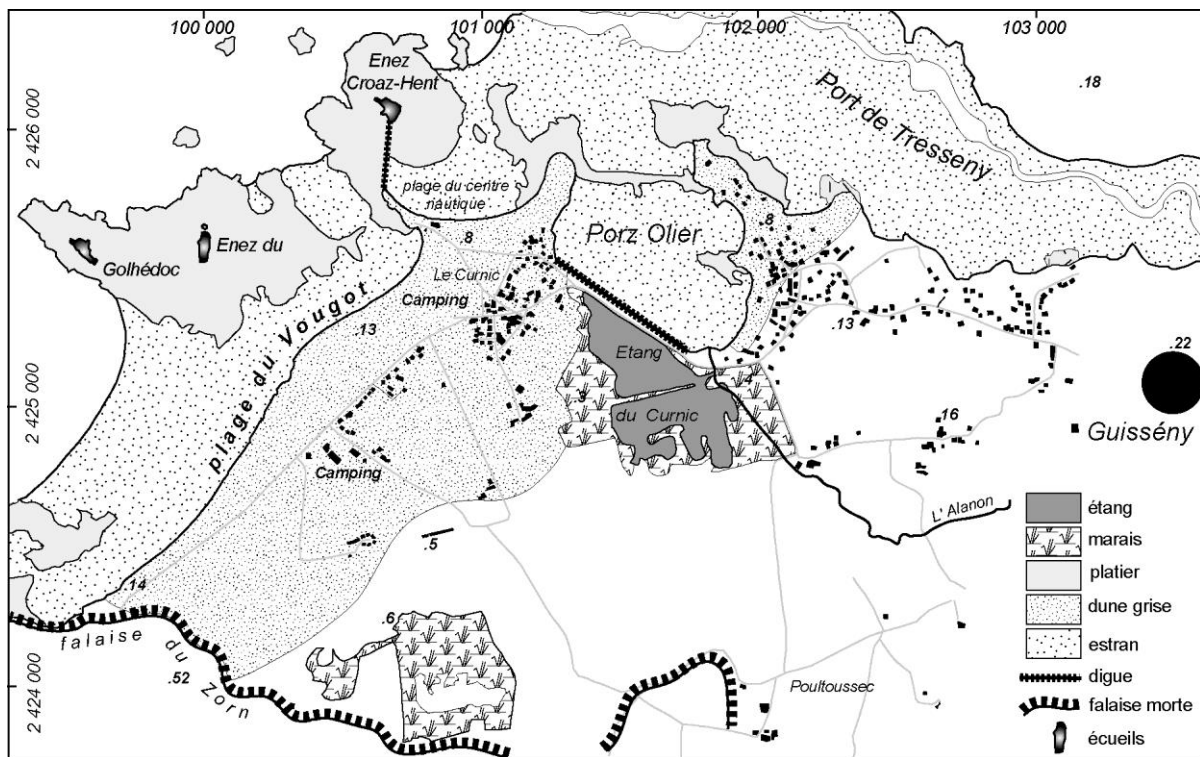 100 000
101 000
102 000
103 000
2 426 000
2 425 000
2 424 000
Enez
Croaz-Hent
.18
Port de Tresseny
plage du centre
nautique
8
Enez du
Golhédoc
8
Porz Olier
Le Curnic
Camping
13
plage du Vougot
.13
.22
Etang
du Curnic
3
4
16
Guissény
Camping
L' Alanon
.5
.14
.6
falaise du Zorn
.52
Poultoussec
étang
marais
platier
dune grise
estran
digue
falaise morte
écueils